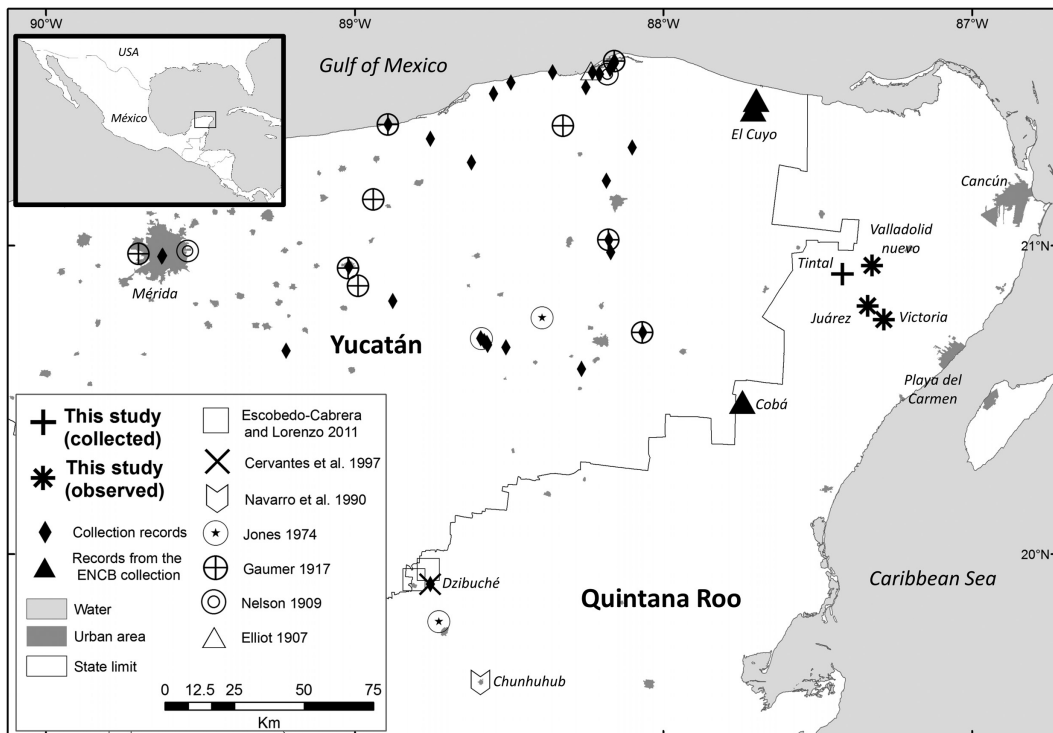 90°W
89°W
88°W
87°W
USA
México
Gulf of Mexico
El Cuyo
Cancún
21°N
Valladolid
nuevo
Tintal
Mérida
Juárez
Victoria
Yucatán
Playa del
Carmen
Cobá
This study
(collected)
This study
(observed)
Collection records
Records from the
ENCB collection
Water
Urban area
State limit
Escobedo-Cabrera
and Lorenzo 2011
Cervantes et al. 1997
Navarro et al. 1990
Jones 1974
Gaumer 1917
Nelson 1909
Elliot 1907
0 12.5 25 50 75
Km
20°N
Dzibuché
Quintana Roo
Caribbean Sea
Chunhuhub